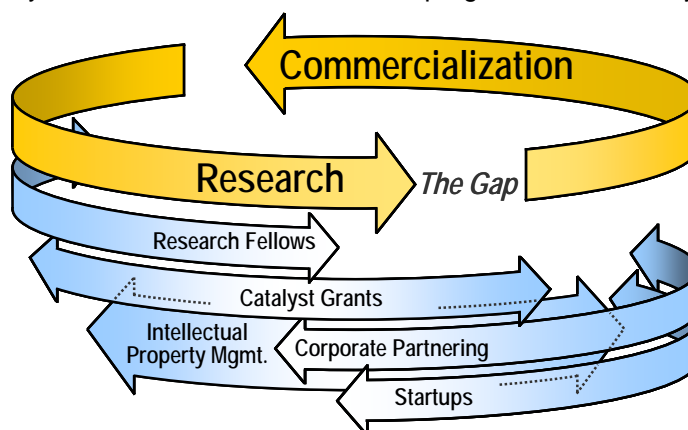 Commercialization
Research
The Gap
Research Fellows
Catalyst Grants
Intellectual
Property Mgmt.
Corporate Partnering
Startups